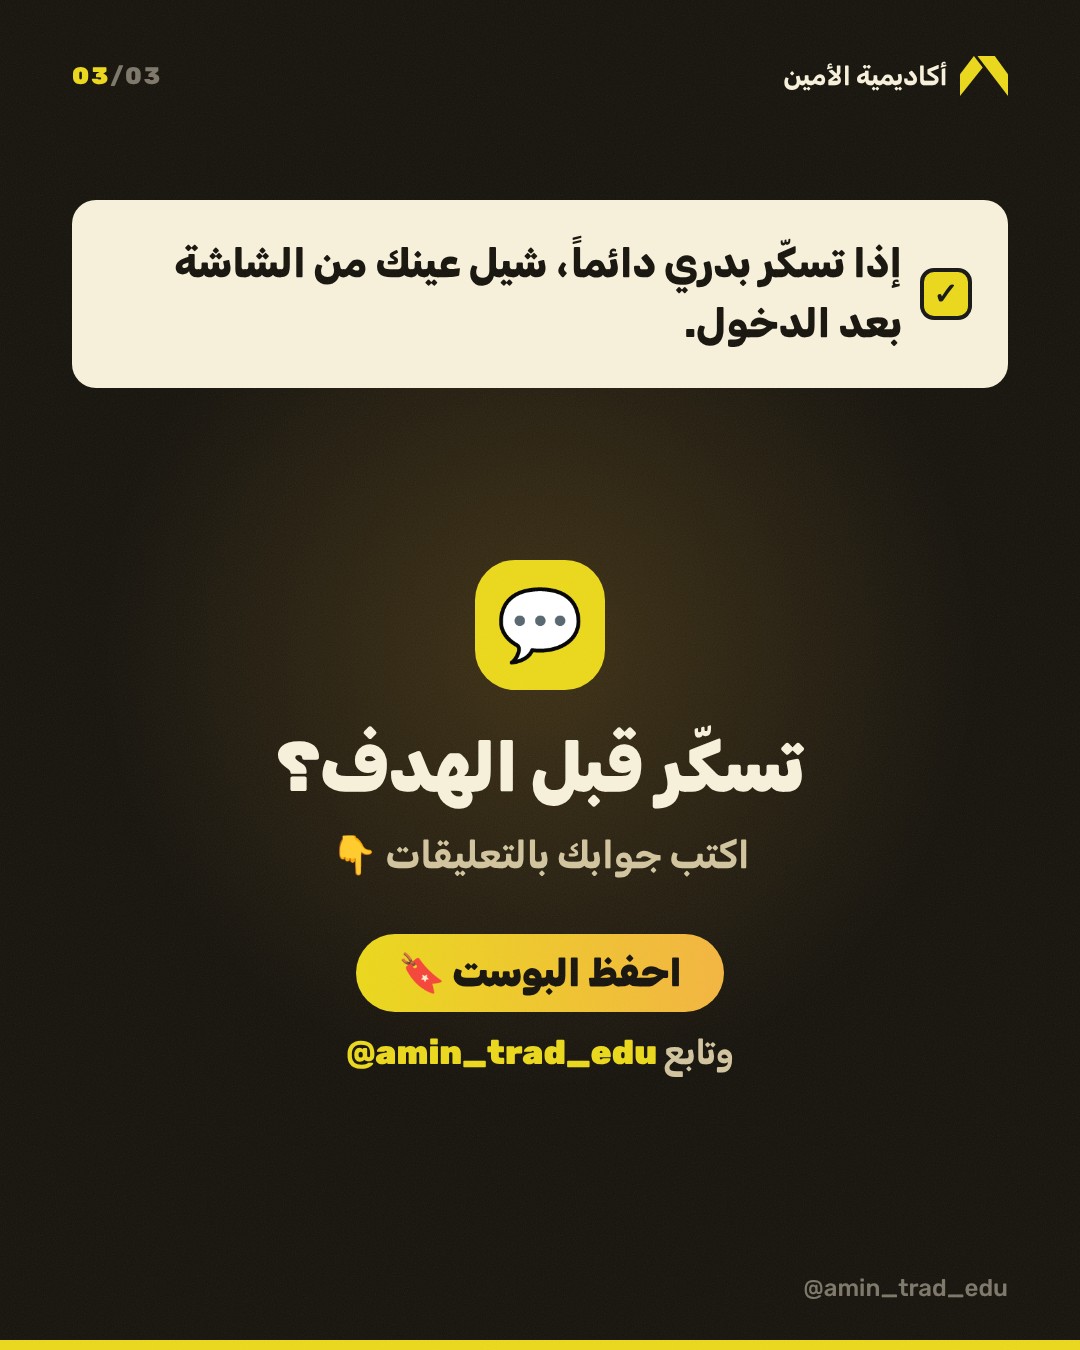 أكاديمية الأمين
03/03
إذا تسكّر بدري دائماً، شيل عينك من الشاشة
بعد الدخول.
تسكّر قبل الهدف؟
اكتب جوابك بالتعليقات 👇
احفظ البوست 🔖
وتابع @amin_trad_edu
@amin_trad_edu